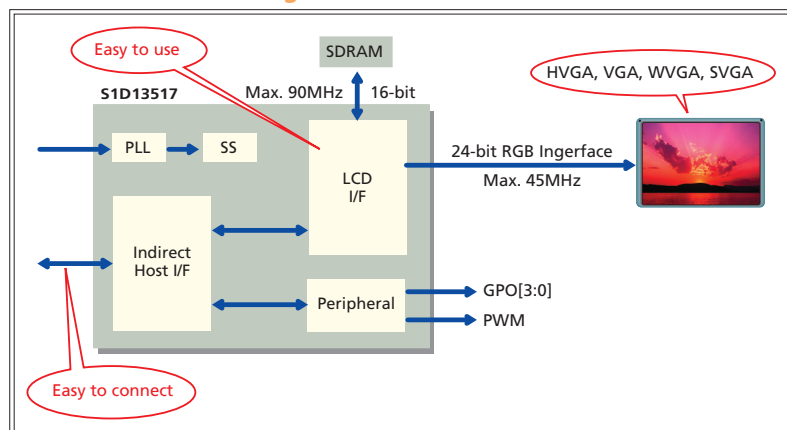 Easy to use
SDRAM
HVGA, VGA, WVGA, SVGA
S1D13517
Max. 90MHz
16-bit
PLL
SS
LCD
I/F
24-bit RGB Ingerface
Max. 45MHz
Indirect
Host I/F
Peripheral
GPO[3:0]
PWM
Easy to connect